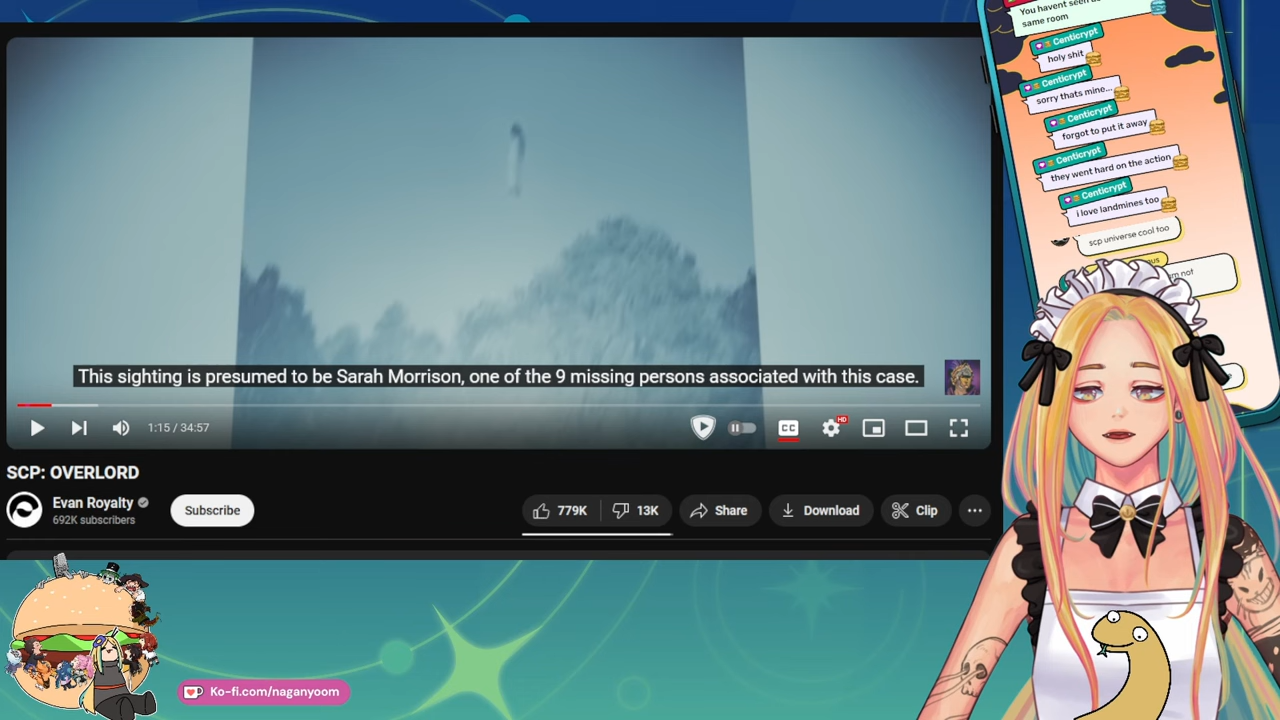 This sighting is presumed to be Sarah Morrison, one of the 9 missing persons associated with this case.
1:15 / 34:57
CC
HD
SCP: OVERLORD
Evan Royalty
692K subscribers
Subscribe
779K
13K
Share
Download
Clip
You havent seen
same room
Centicrypt
holy shit
Centicrypt
sorry thats mine...
Centicrypt
forgot to put it away
Centicrypt
they went hard on the action
Centicrypt
i love landmines too
scp universe cool too
not
Ko-fi.com/naganyoom